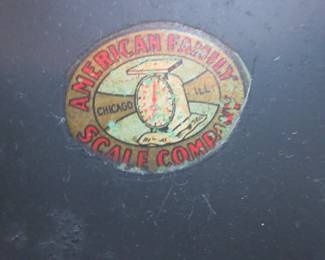 AMERICAN FAMILY
CHICAGO ILL.
SCALE COMPANY